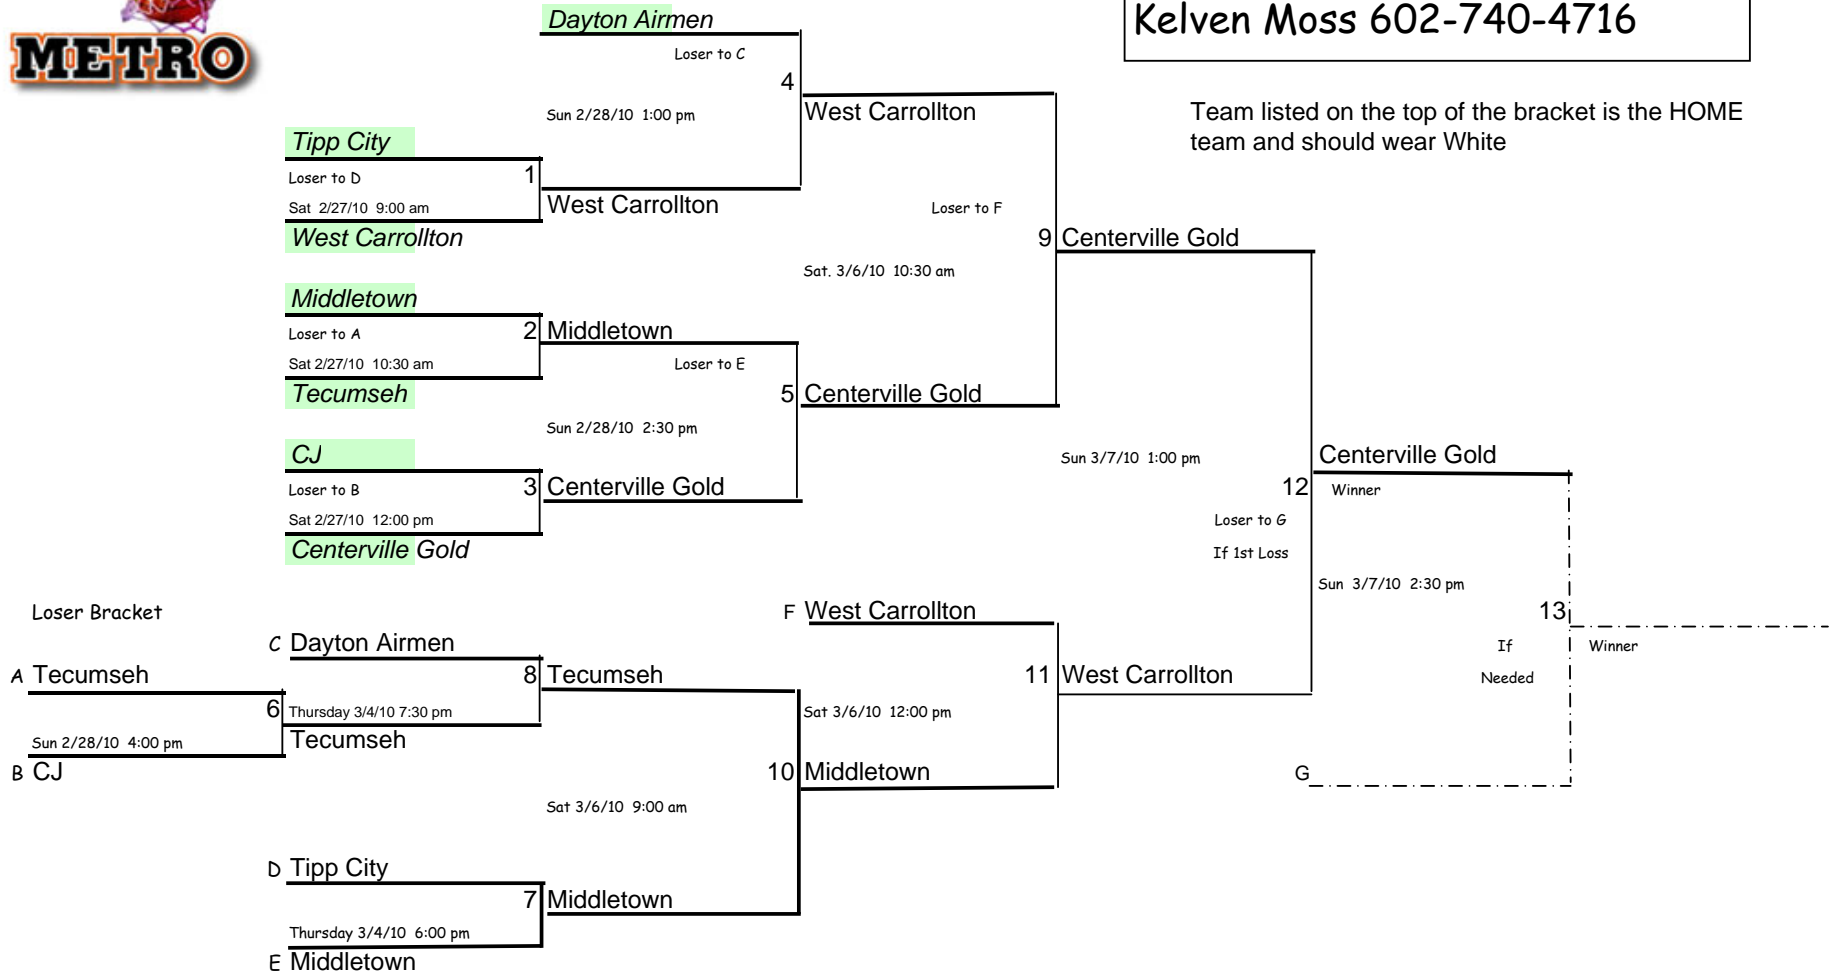 METRO
Kelven Moss 602-740-4716
Team listed on the top of the bracket is the HOME
team and should wear White
Dayton Airmen
Loser to C
4
Sun 2/28/10 1:00 pm
West Carrollton
Tipp City
Loser to D
1
Sat 2/27/10 9:00 am
West Carrollton
West Carrollton
Loser to F
9
Centerville Gold
Sat. 3/6/10 10:30 am
Middletown
Loser to A
2
Middletown
Sat 2/27/10 10:30 am
Tecumseh
Loser to E
5
Centerville Gold
Sun 2/28/10 2:30 pm
CJ
Loser to B
3
Centerville Gold
Sat 2/27/10 12:00 pm
Centerville Gold
Sun 3/7/10 1:00 pm
Centerville Gold
12
Winner
Loser to G
If 1st Loss
Sun 3/7/10 2:30 pm
13
If
Needed
Winner
Loser Bracket
F West Carrollton
C Dayton Airmen
A Tecumseh
8
Tecumseh
11
West Carrollton
6
Thursday 3/4/10 7:30 pm
Sat 3/6/10 12:00 pm
Sun 2/28/10 4:00 pm
Tecumseh
B CJ
10
Middletown
G
Sat 3/6/10 9:00 am
D Tipp City
7
Middletown
Thursday 3/4/10 6:00 pm
E Middletown